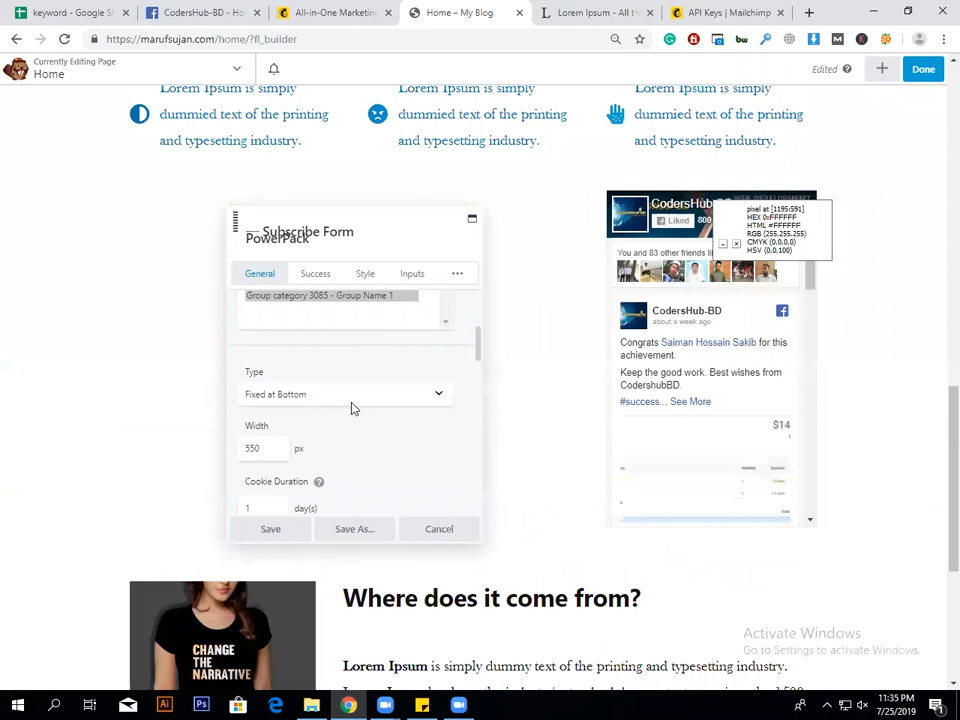 keyword - Google S
CodersHub-BD - Ho
All-in-One Marketing
Home – My Blog
Lorem Ipsum - All t
API Keys | Mailchimp
https://marufsujan.com/home/?fl_builder
Currently Editing Page
Home
Edited
Done
Lorem Ipsum is simply
dummied text of the printing
and typesetting industry.
Lorem Ipsum is simply
dummied text of the printing
and typesetting industry.
Lorem Ipsum is simply
dummied text of the printing
and typesetting industry.
Subscribe Form
PowerPack
General
Success
Style
Inputs
Group category 3085 - Group Name 1
Type
Fixed at Bottom
Width
550
px
Cookie Duration
1
day(s)
Save
Save As...
Cancel
CodersHub
WEB DEVELOPMENT
Liked
800
pixel at [1195:591]
HEX 0xFFFFFF
HTML #FFFFFF
RGB (255,255,255)
CMYK (0,0,0,0)
HSV (0,0,100)
You and 83 other friends li
CodersHub-BD
about a week ago
Congrats Saiman Hossain Sakib for this
achievement.
Keep the good work. Best wishes from
CodershubBD.
#success... See More
$14
CHANGE
THE
NARRATIVE
Where does it come from?
Lorem Ipsum is simply dummy text of the printing and typesetting industry.
Activate Windows
Go to Settings to activate Windows.
11:35 PM
7/25/2019